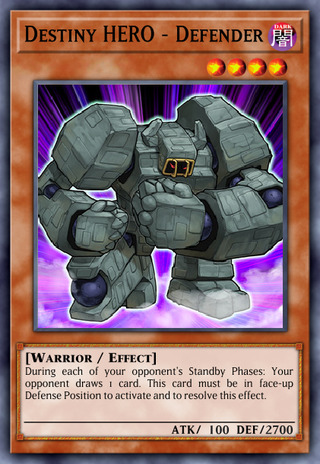 Destiny HERO - Defender
DARK
闇
[Warrior / Effect]
During each of your opponent's Standby Phases: Your
opponent draws 1 card. This card must be in face-up
Defense Position to activate and to resolve this effect.
ATK/ 100 DEF/2700